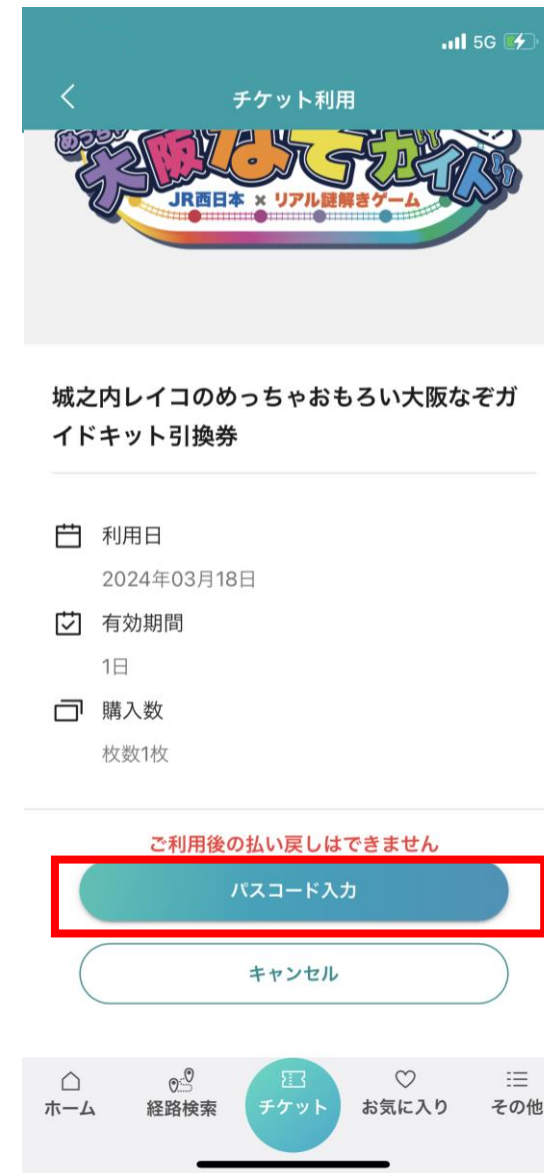 5G
チケット利用
めっちゃ
大阪なぞガイド!!
JR西日本 × リアル謎解きゲーム
城之内レイコのめっちゃおもろい大阪なぞガ
イドキット引換券
利用日
2024年03月18日
有効期間
1日
購入数
枚数1枚
ご利用後の払い戻しはできません
パスコード入力
キャンセル
ホーム
経路検索
チケット
お気に入り
その他